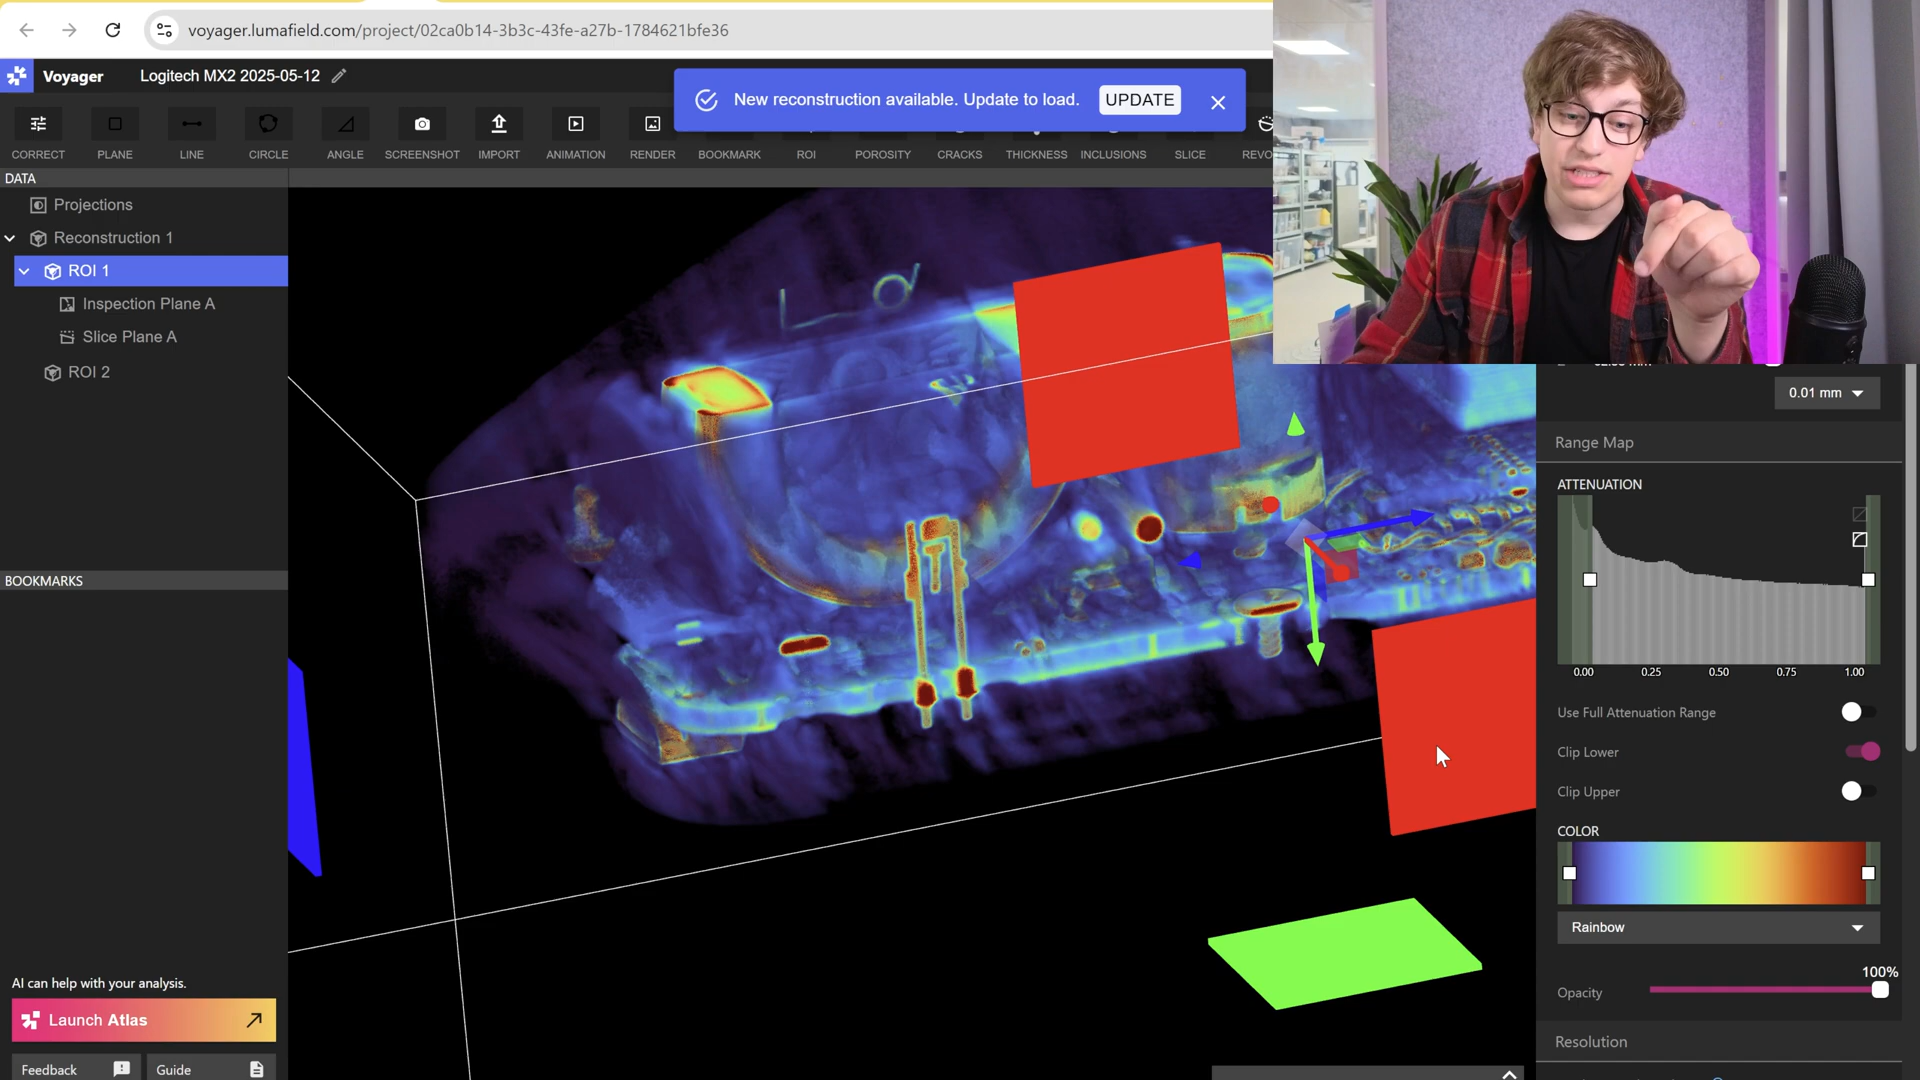 voyager.lumafield.com/project/02ca0b14-3b3c-43fe-a27b-1784621bfe36
Voyager
Logitech MX2 2025-05-12
New reconstruction available. Update to load.
UPDATE
CORRECT
PLANE
LINE
CIRCLE
ANGLE
SCREENSHOT
IMPORT
ANIMATION
RENDER
BOOKMARK
ROI
POROSITY
CRACKS
THICKNESS
INCLUSIONS
SLICE
DATA
Projections
Reconstruction 1
ROI 1
Inspection Plane A
Slice Plane A
ROI 2
BOOKMARKS
AI can help with your analysis.
Launch Atlas
Feedback
Guide
0.01 mm
Range Map
ATTENUATION
0.00
0.25
0.50
0.75
1.00
Use Full Attenuation Range
Clip Lower
Clip Upper
COLOR
Rainbow
100%
Opacity
Resolution